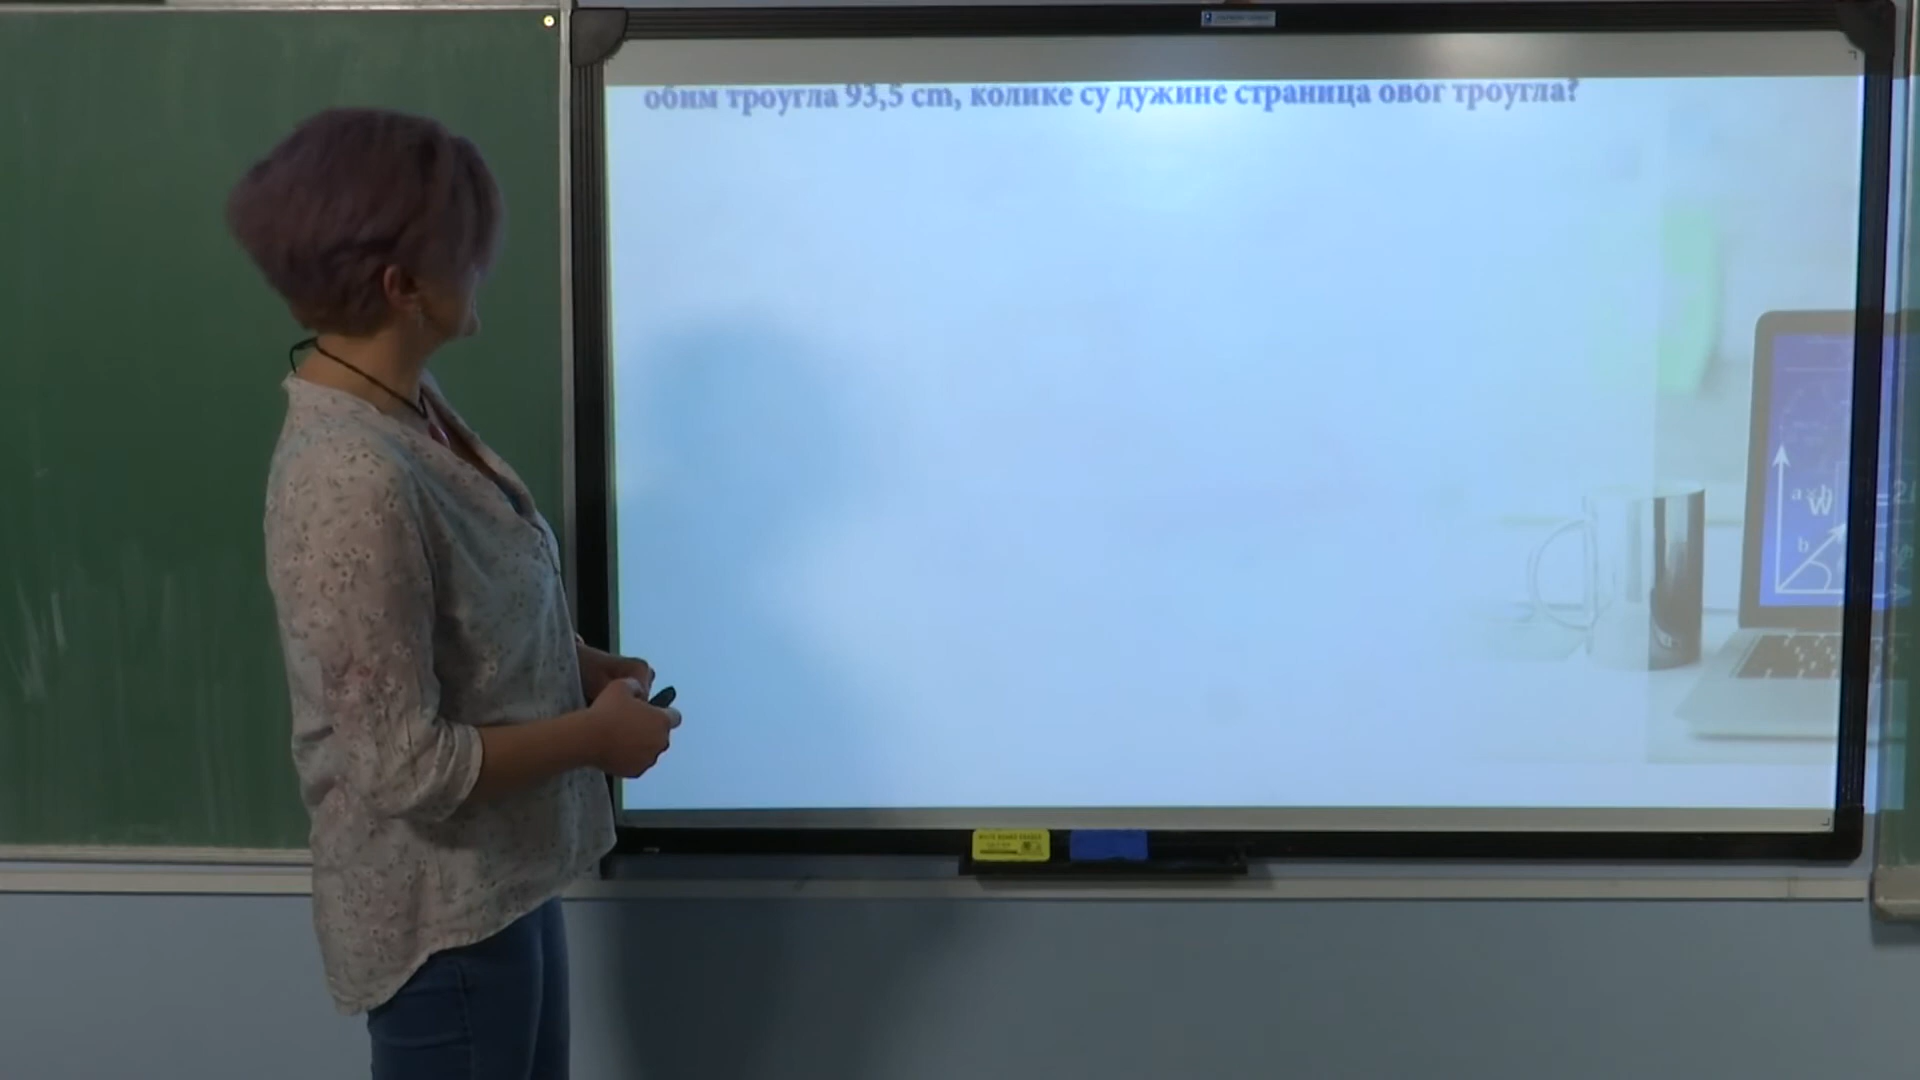 обим троугла 93,5 cm, колике су дужине страница овог троугла?
W
b